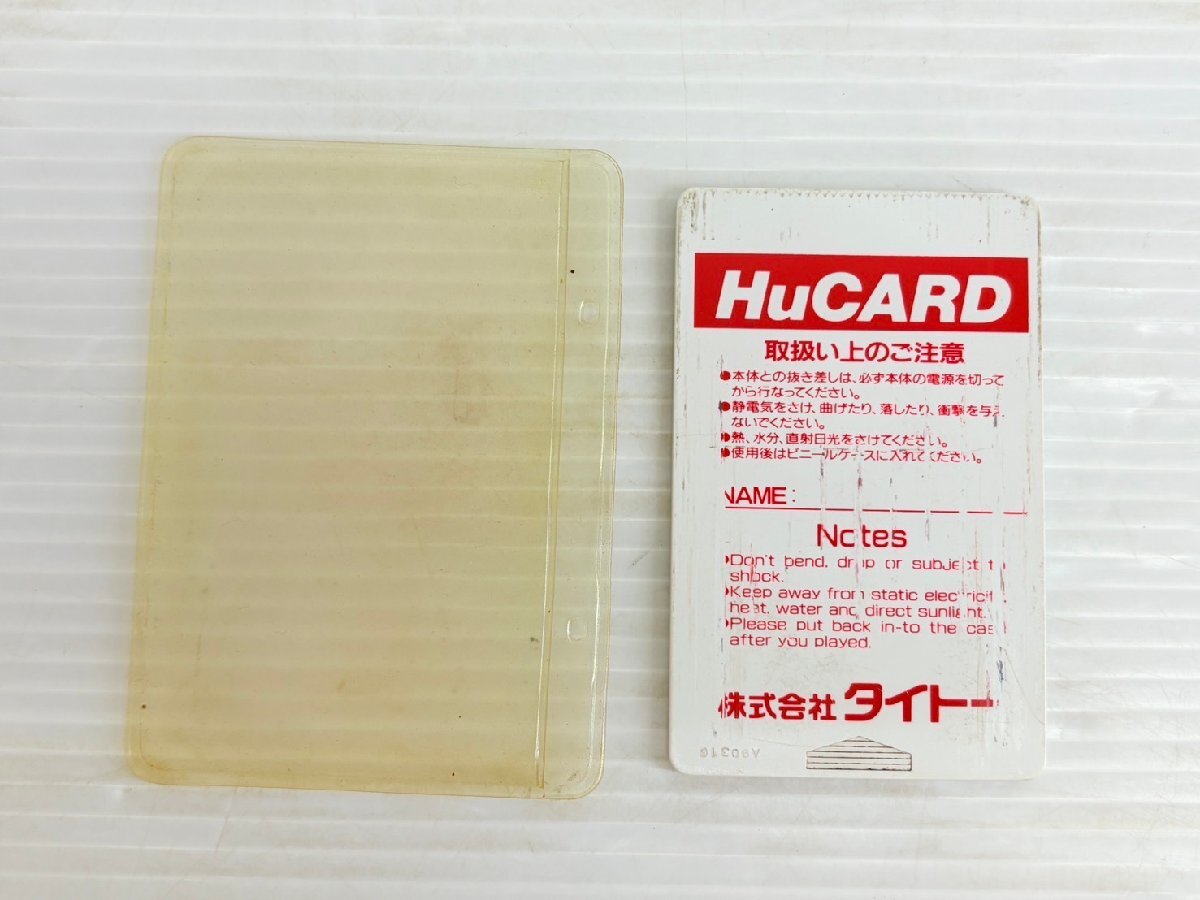 HuCARD
取扱い上のご注意
●本体との抜き差しは、必ず本体の電源を切って
から行なってください。
●静電気をさけ、曲げたり、落したり、衝撃を与え
ないでください。
●熱、水分、直射日光をさけてください。
●使用後はビニールケースに入れてください。
NAME:
Notes
●Don't bend, drop or subject to
shock.
●Keep away from static electricity,
heat, water and direct sunlight.
●Please put back in-to the case
after you played.
株式会社 タイトー